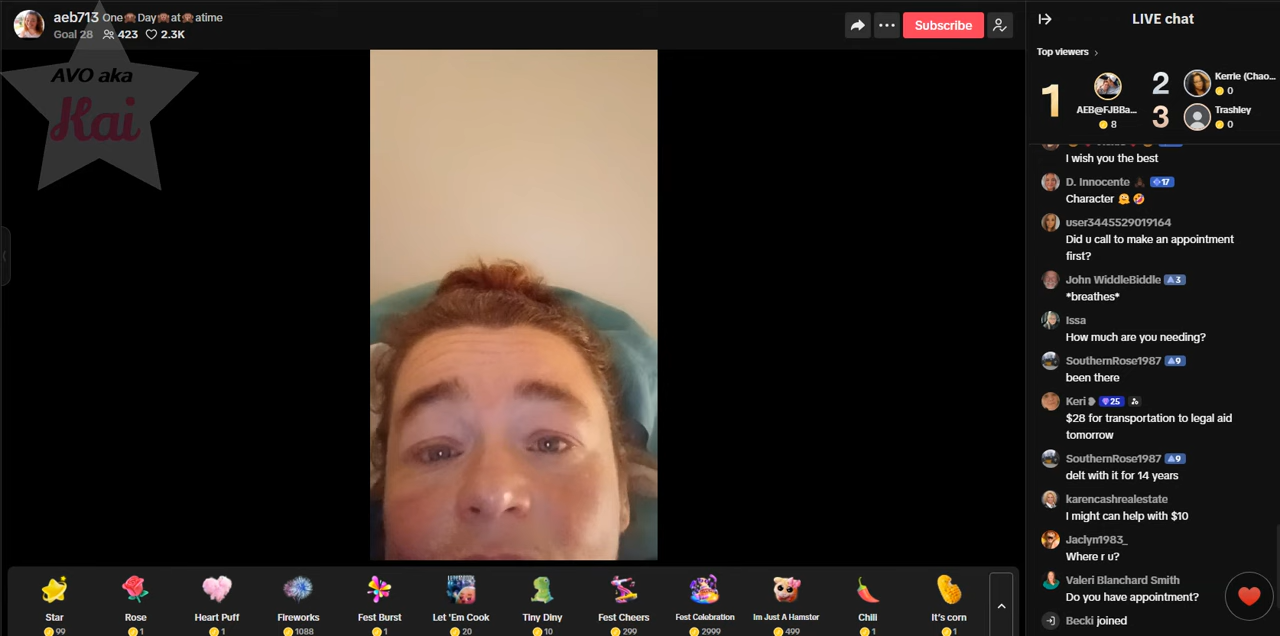 aeb713 One🙈Day🙈at🙈atime
Goal 28 423 2.3K
Subscribe
AVO aka
Kai
LIVE chat
Top viewers
1 AEB@FJBBa... 8
2 Kerrie (Chao... 0
3 Trashley 0
I wish you the best
D. Innocente 17
Character 🫠 🤣
user3445529019164
Did u call to make an appointment
first?
John WiddleBiddle 3
*breathes*
Issa
How much are you needing?
SouthernRose1987 9
been there
Keri 25
$28 for transportation to legal aid
tomorrow
SouthernRose1987 9
delt with it for 14 years
karencashrealestate
I might can help with $10
Jaclyn1983_
Where r u?
Valeri Blanchard Smith
Do you have appointment?
Becki joined
Star Rose Heart Puff Fireworks Fest Burst Let 'Em Cook Tiny Diny Fest Cheers Fest Celebration Im Just A Hamster Chili It's corn
99 1 1 1088 1 20 10 299 2999 499 1 1